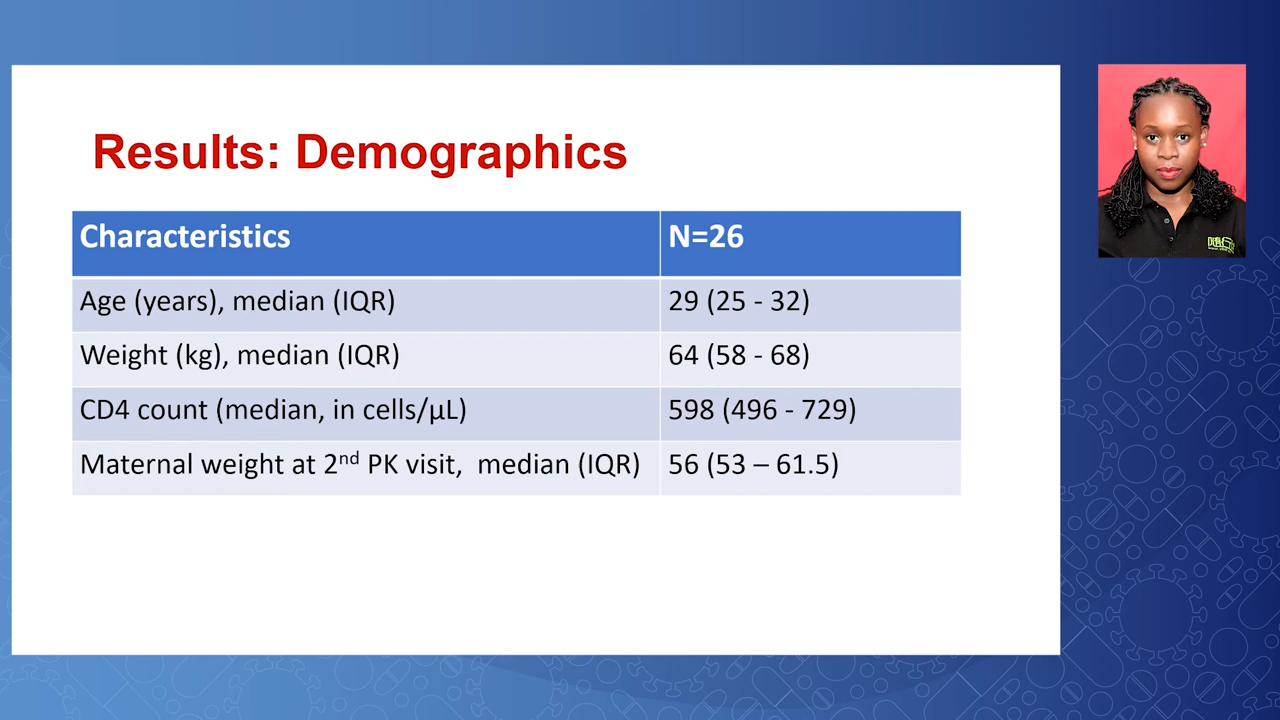 Results: Demographics
Characteristics N=26
Age (years), median (IQR) 29 (25 - 32)
Weight (kg), median (IQR) 64 (58 - 68)
CD4 count (median, in cells/µL) 598 (496 - 729)
Maternal weight at 2nd PK visit, median (IQR) 56 (53 – 61.5)